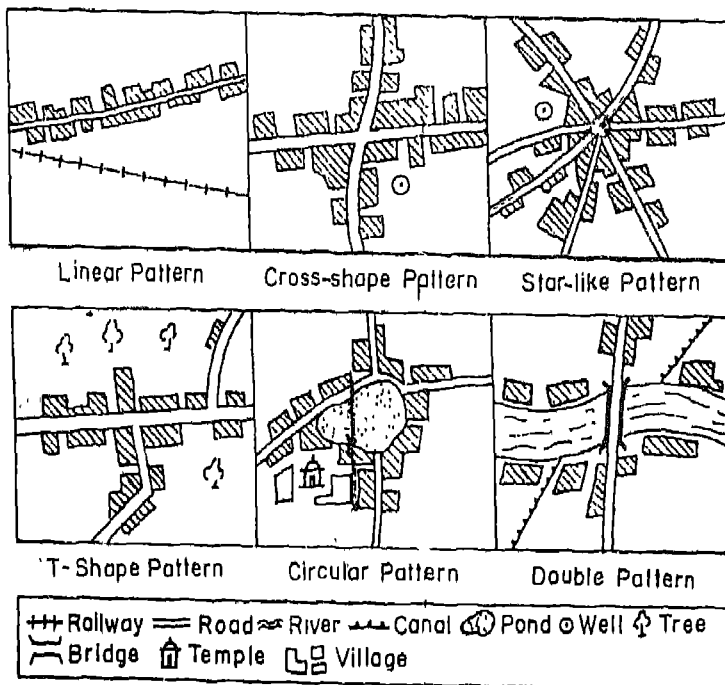 Linear Pattern
Cross-shape Pattern
Star-like Pattern
T-Shape Pattern
Circular Pattern
Double Pattern
Railway Road River Canal Pond Well Tree
Bridge Temple Village